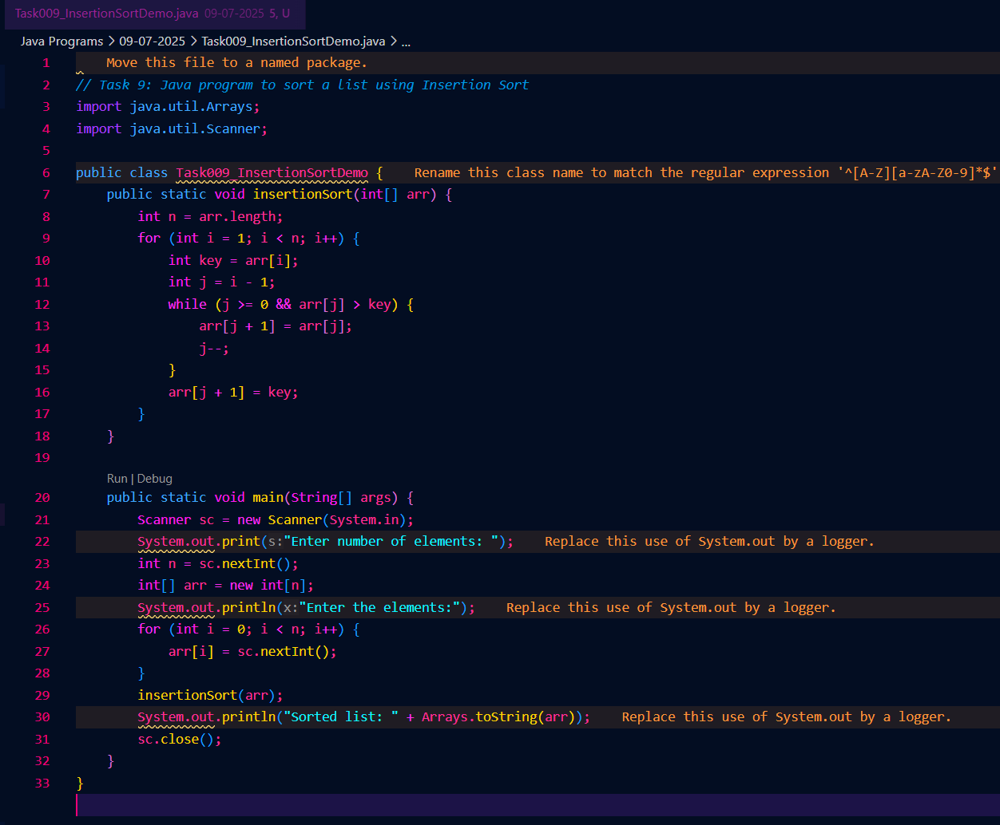 Task009_InsertionSortDemo.java 09-07-2025 5, U
Java Programs > 09-07-2025 > Task009_InsertionSortDemo.java > ...
1 Move this file to a named package.
2 // Task 9: Java program to sort a list using Insertion Sort
3 import java.util.Arrays;
4 import java.util.Scanner;
5
6 public class Task009_InsertionSortDemo { Rename this class name to match the regular expression '^[A-Z][a-zA-Z0-9]*$'
7 public static void insertionSort(int[] arr) {
8 int n = arr.length;
9 for (int i = 1; i < n; i++) {
10 int key = arr[i];
11 int j = i - 1;
12 while (j >= 0 && arr[j] > key) {
13 arr[j + 1] = arr[j];
14 j--;
15 }
16 arr[j + 1] = key;
17 }
18 }
19
Run | Debug
20 public static void main(String[] args) {
21 Scanner sc = new Scanner(System.in);
22 System.out.print(s:"Enter number of elements: "); Replace this use of System.out by a logger.
23 int n = sc.nextInt();
24 int[] arr = new int[n];
25 System.out.println(x:"Enter the elements:"); Replace this use of System.out by a logger.
26 for (int i = 0; i < n; i++) {
27 arr[i] = sc.nextInt();
28 }
29 insertionSort(arr);
30 System.out.println("Sorted list: " + Arrays.toString(arr)); Replace this use of System.out by a logger.
31 sc.close();
32 }
33 }